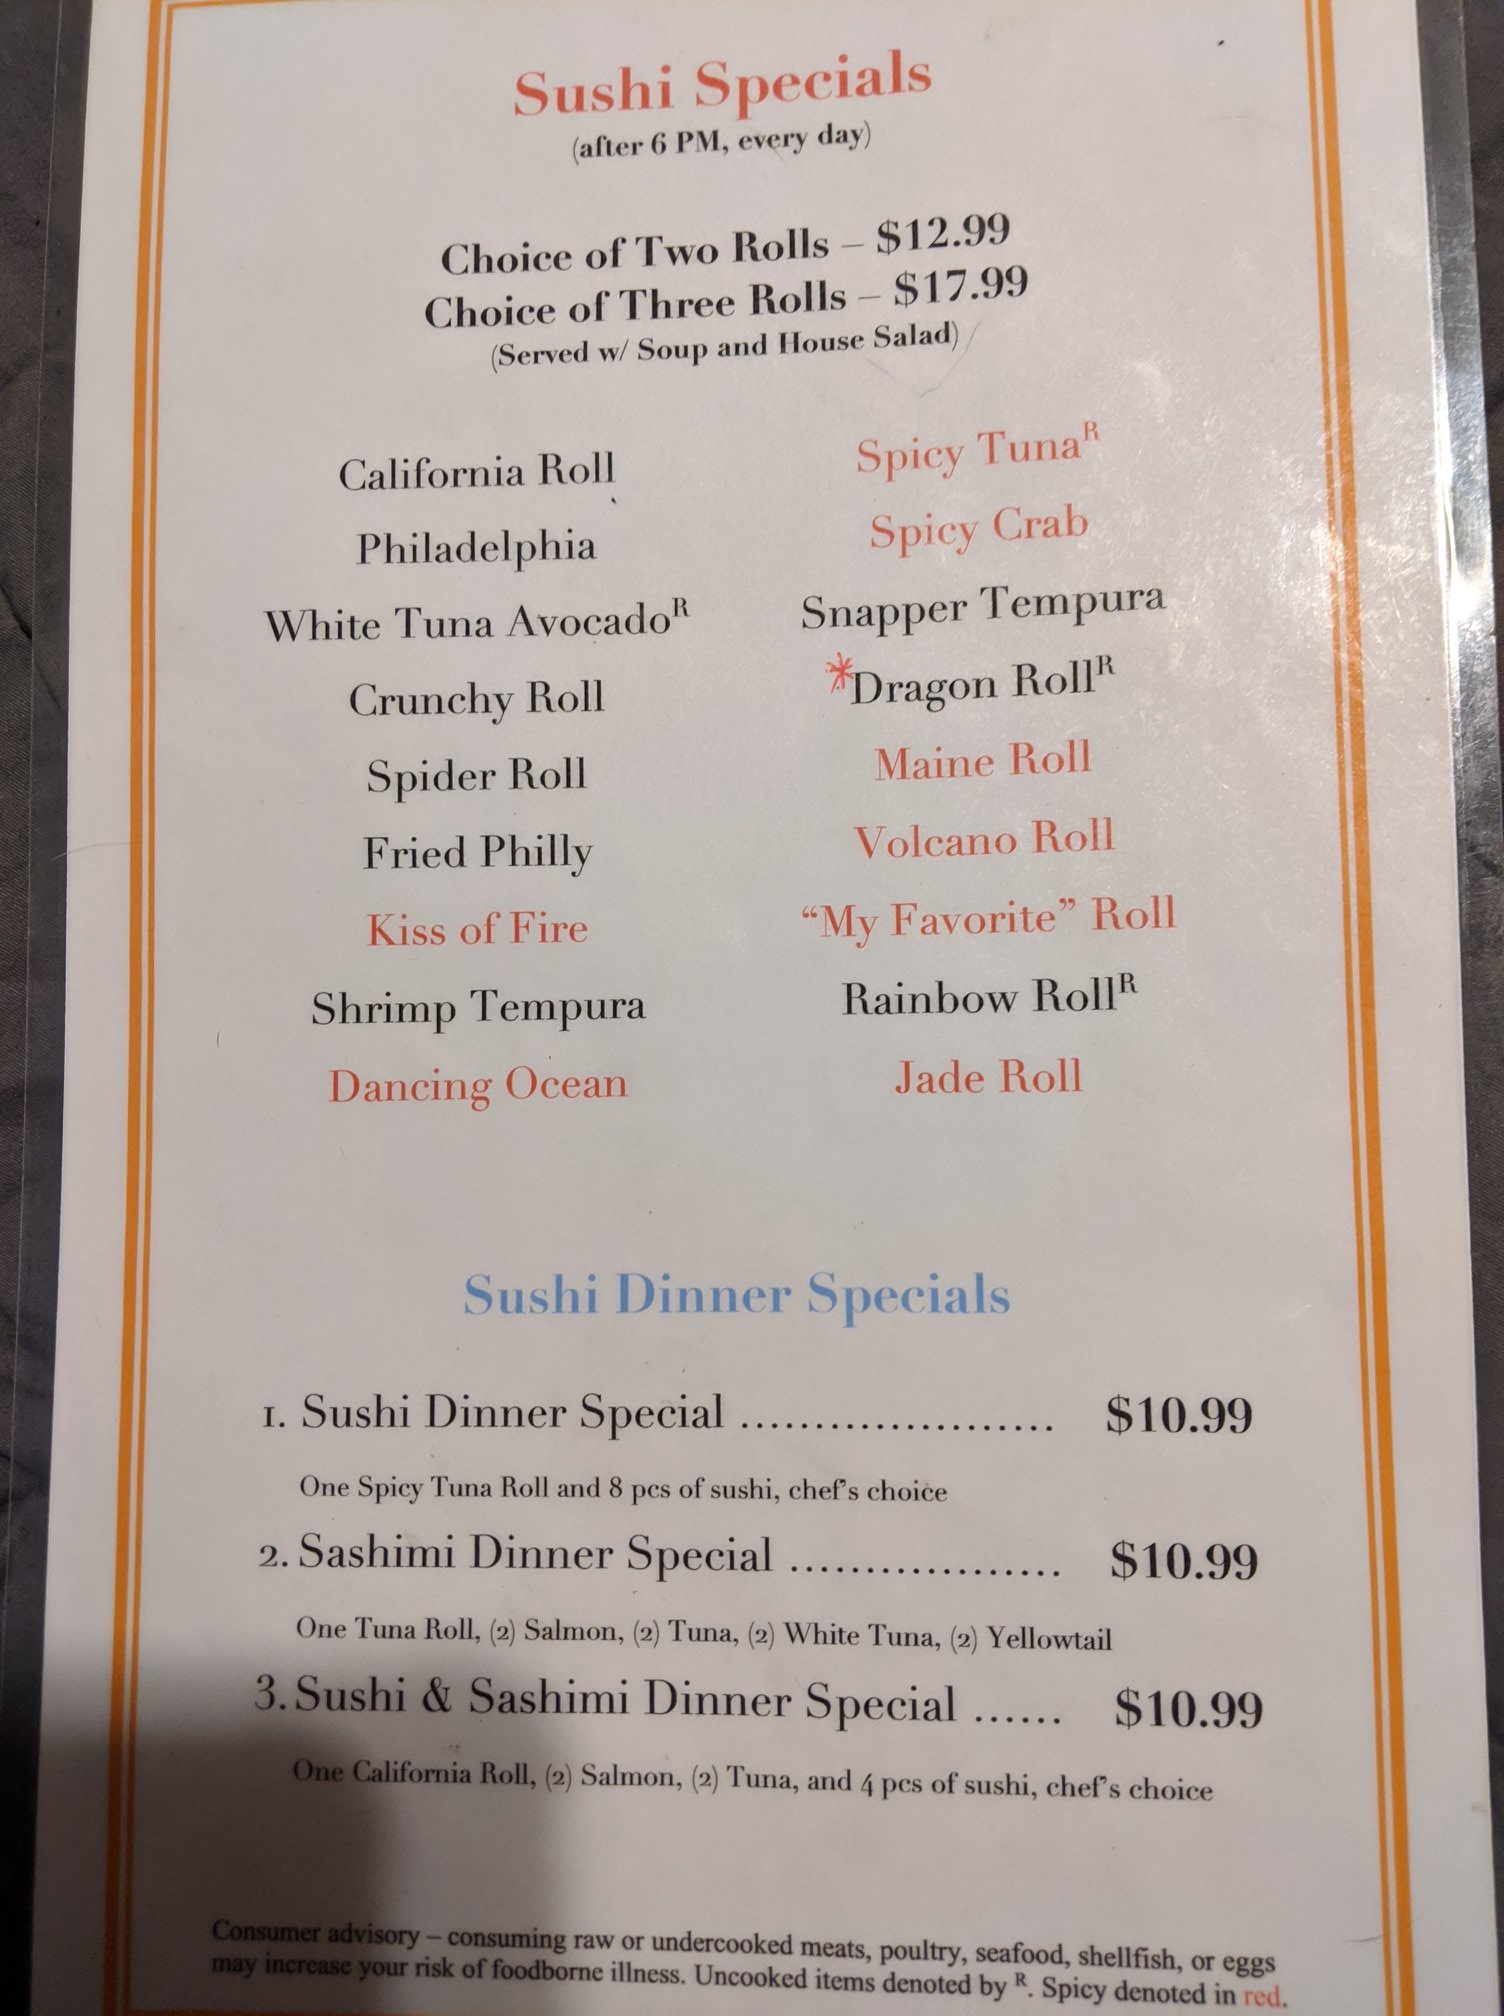 Sushi Specials
(after 6 PM, every day)
Choice of Two Rolls – $12.99
Choice of Three Rolls – $17.99
(Served w/ Soup and House Salad)
California Roll
Philadelphia
White Tuna Avocadoᴿ
Crunchy Roll
Spider Roll
Fried Philly
Kiss of Fire
Shrimp Tempura
Dancing Ocean
Spicy Tunaᴿ
Spicy Crab
Snapper Tempura
*Dragon Rollᴿ
Maine Roll
Volcano Roll
“My Favorite” Roll
Rainbow Rollᴿ
Jade Roll
Sushi Dinner Specials
1. Sushi Dinner Special ...................... $10.99
One Spicy Tuna Roll and 8 pcs of sushi, chef’s choice
2. Sashimi Dinner Special ................... $10.99
One Tuna Roll, (2) Salmon, (2) Tuna, (2) White Tuna, (2) Yellowtail
3. Sushi & Sashimi Dinner Special ...... $10.99
One California Roll, (2) Salmon, (2) Tuna, and 4 pcs of sushi, chef’s choice
Consumer advisory – consuming raw or undercooked meats, poultry, seafood, shellfish, or eggs
may increase your risk of foodborne illness. Uncooked items denoted by ᴿ. Spicy denoted in red.